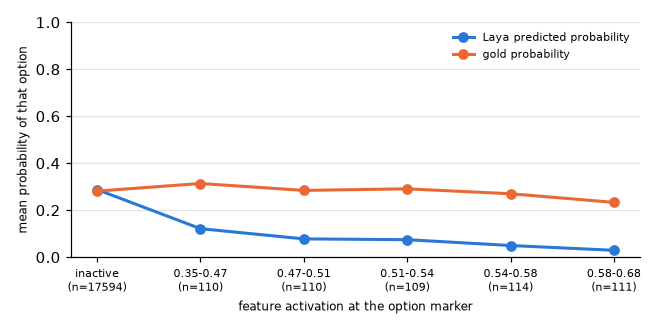 Laya predicted probability
gold probability
mean probability of that option
1.0
0.8
0.6
0.4
0.2
0.0
inactive 0.35-0.47 0.47-0.51 0.51-0.54 0.54-0.58 0.58-0.68
(n=17594) (n=110) (n=110) (n=109) (n=114) (n=111)
feature activation at the option marker